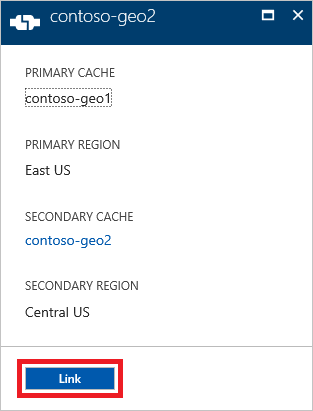 contoso-geo2
PRIMARY CACHE
contoso-geo1
PRIMARY REGION
East US
SECONDARY CACHE
contoso-geo2
SECONDARY REGION
Central US
Link